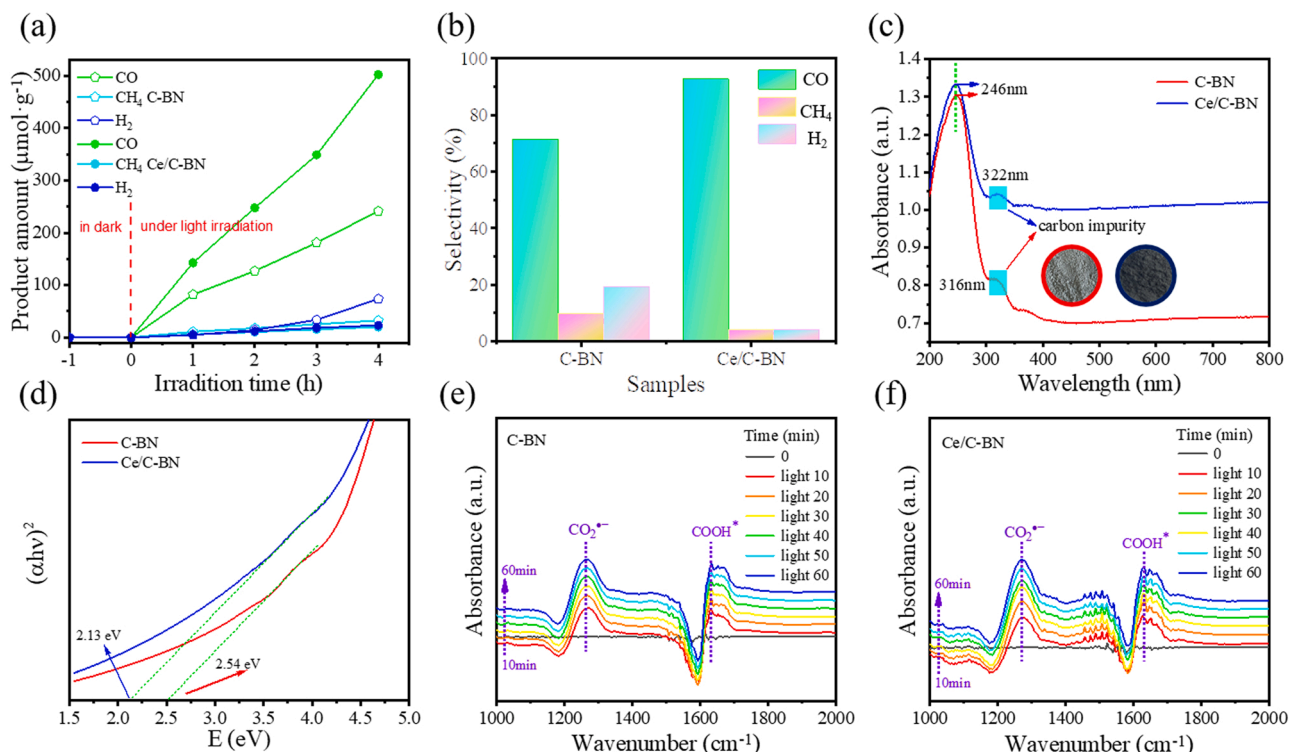 (a)
Product amount (μmol·g⁻¹)
500
400
300
200
100
0
CO
CH₄ C-BN
H₂
CO
CH₄ Ce/C-BN
H₂
in dark
under light irradiation
-1 0 1 2 3 4
Irradition time (h)
(b)
Selectivity (%)
100
80
60
40
20
0
CO
CH₄
H₂
C-BN Ce/C-BN
Samples
(c)
Absorbance (a.u.)
1.4
1.3
1.2
1.1
1.0
0.9
0.8
0.7
C-BN
Ce/C-BN
246nm
322nm
carbon impurity
316nm
200 300 400 500 600 700 800
Wavelength (nm)
(d)
(αhν)²
C-BN
Ce/C-BN
2.13 eV
2.54 eV
1.5 2.0 2.5 3.0 3.5 4.0 4.5 5.0
E (eV)
(e)
Absorbance (a.u.)
C-BN
Time (min)
0
light 10
light 20
light 30
light 40
light 50
light 60
CO₂•⁻
COOH*
60min
10min
1000 1200 1400 1600 1800 2000
Wavenumber (cm⁻¹)
(f)
Absorbance (a.u.)
Ce/C-BN
Time (min)
0
light 10
light 20
light 30
light 40
light 50
light 60
CO₂•⁻
COOH*
60min
10min
1000 1200 1400 1600 1800 2000
Wavenumber (cm⁻¹)